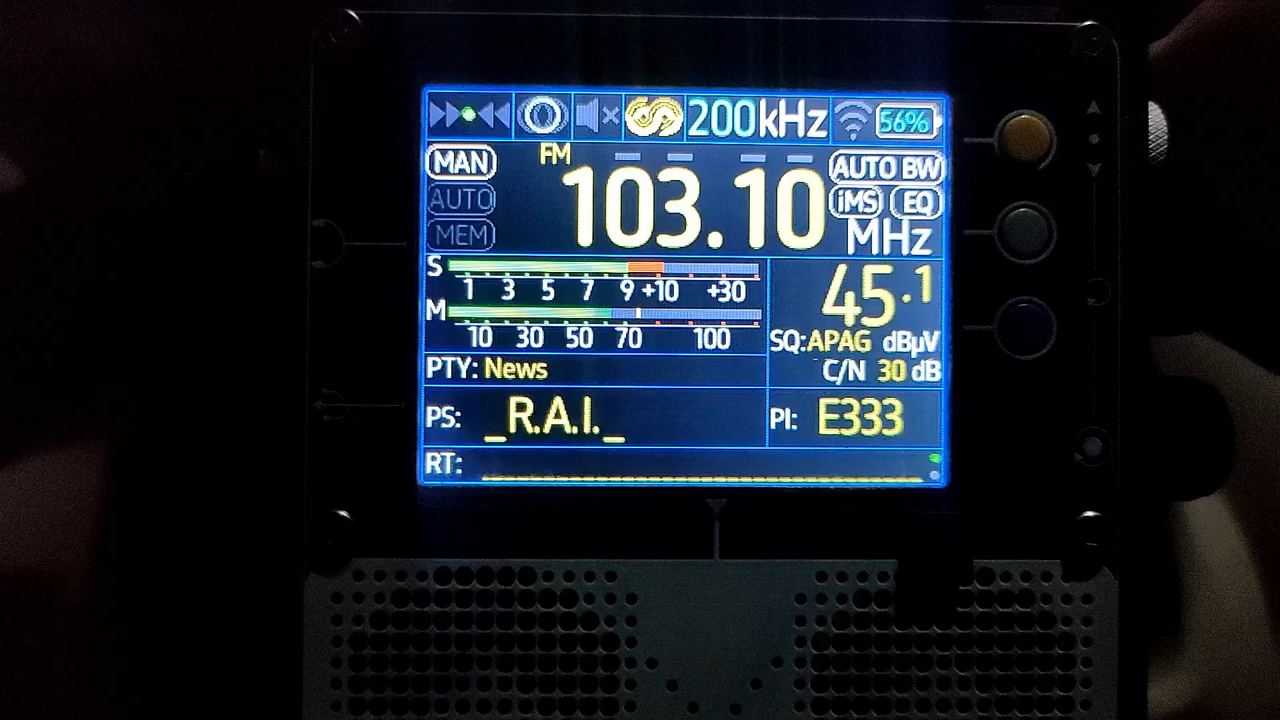 200kHz 56%
FM
MAN 103.10 AUTO BW
AUTO iMS EQ
MEM MHz
S
1 3 5 7 9 +10 +30
M
10 30 50 70 100
45.1
SQ:APAG dBµV
C/N 30 dB
PTY: News
PS: _R.A.I._
PI: E333
RT: